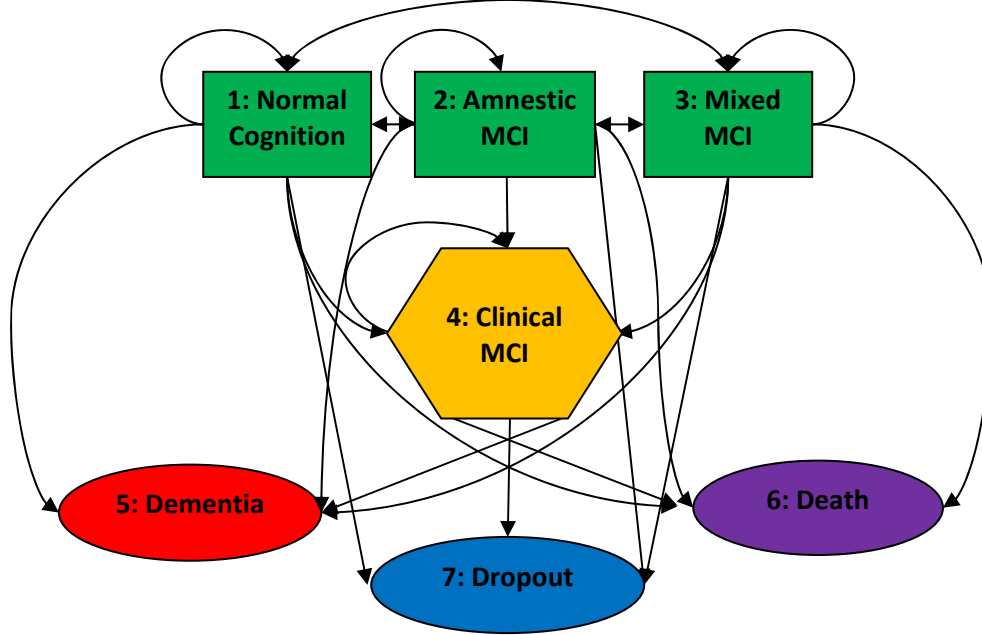 1: Normal
Cognition
2: Amnestic
MCI
3: Mixed
MCI
4: Clinical
MCI
5: Dementia
6: Death
7: Dropout